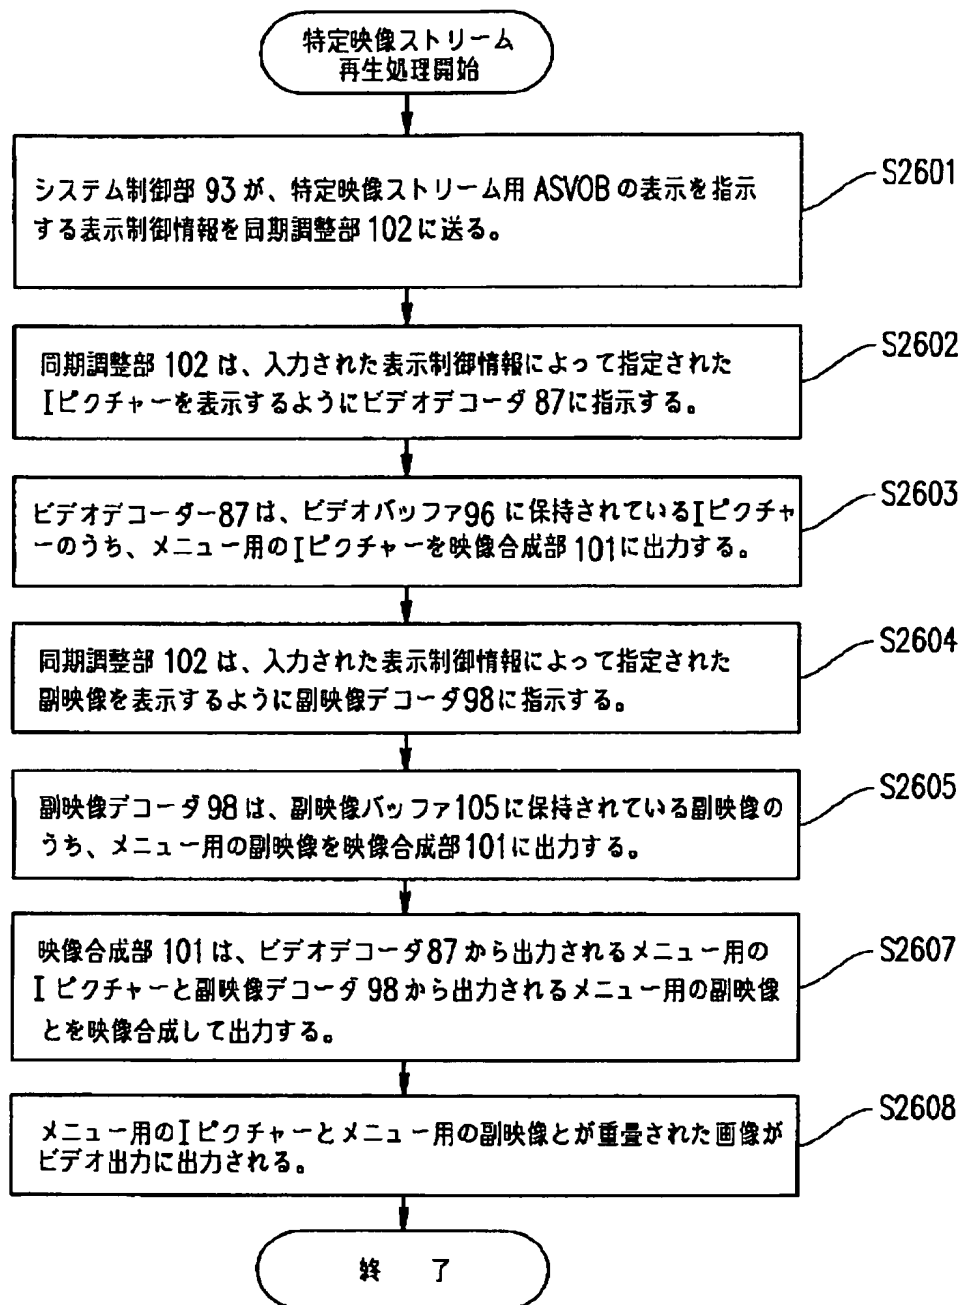 特定映像ストリーム
再生処理開始
システム制御部 93 が、特定映像ストリーム用 ASVOB の表示を指示
する表示制御情報を同期調整部 102 に送る。
S2601
同期調整部 102 は、入力された表示制御情報によって指定された
Iピクチャーを表示するようにビデオデコーダ 87に指示する。
S2602
ビデオデコーダー87は、ビデオバッファ96 に保持されているIピクチャ
ーのうち、メニュー用のIピクチャーを映像合成部 101に出力する。
S2603
同期調整部 102 は、入力された表示制御情報によって指定された
副映像を表示するように副映像デコーダ98に指示する。
S2604
副映像デコーダ98は、副映像バッファ105に保持されている副映像の
うち、メニュー用の副映像を映像合成部101に出力する。
S2605
映像合成部 101は、ビデオデコーダ87から出力されるメニュー用の
I ピクチャーと副映像デコーダ 98から出力されるメニュー用の副映像
とを映像合成して出力する。
S2607
メニュー用のIピクチャーとメニュー用の副映像とが重畳された画像が
ビデオ出力に出力される。
S2608
終 了